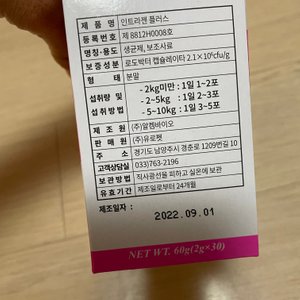 제 품 명 인트라젠 플러스
등록번호 제 8812H0008호
명칭·용도 생균제, 보조사료
보증성분 로도박터 캡슐레이타 2.1×10⁶cfu/g
형 태 분말
섭취량 및 섭취방법 - 2kg미만 : 1일 1~2포
- 2~5kg : 1일 2~3포
- 5~10kg : 1일 3~5포
제 조 원 (주)알켐바이오
판 매 원 (주)유로펫
주 소 경기도 남양주시 경춘로 1209번길 10
고객상담실 033)763-2196
보관방법 직사광선을 피하고 실온에 보관
유효기간 제조일로부터 24개월
제조일자 :
2022.09.01
NET WT. 60g(2g×30)